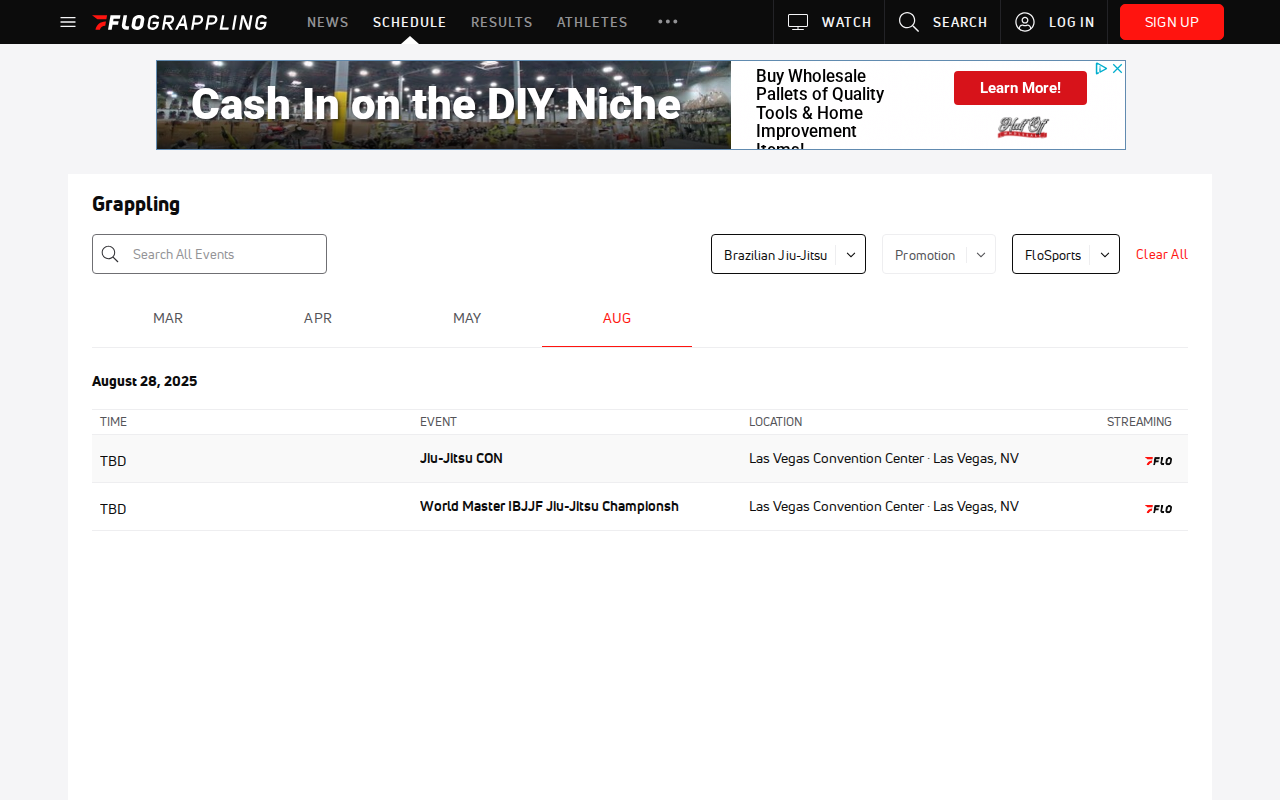 FLOGRAPPLING NEWS SCHEDULE RESULTS ATHLETES WATCH SEARCH LOG IN SIGN UP
Cash In on the DIY Niche
Buy Wholesale
Pallets of Quality
Tools & Home
Improvement
Items!
Learn More!
Half Off
Grappling
Search All Events
Brazilian Jiu-Jitsu
Promotion
FloSports
Clear All
MAR APR MAY AUG
August 28, 2025
TIME EVENT LOCATION STREAMING
TBD Jiu-Jitsu CON Las Vegas Convention Center · Las Vegas, NV FLO
TBD World Master IBJJF Jiu-Jitsu Championsh Las Vegas Convention Center · Las Vegas, NV FLO